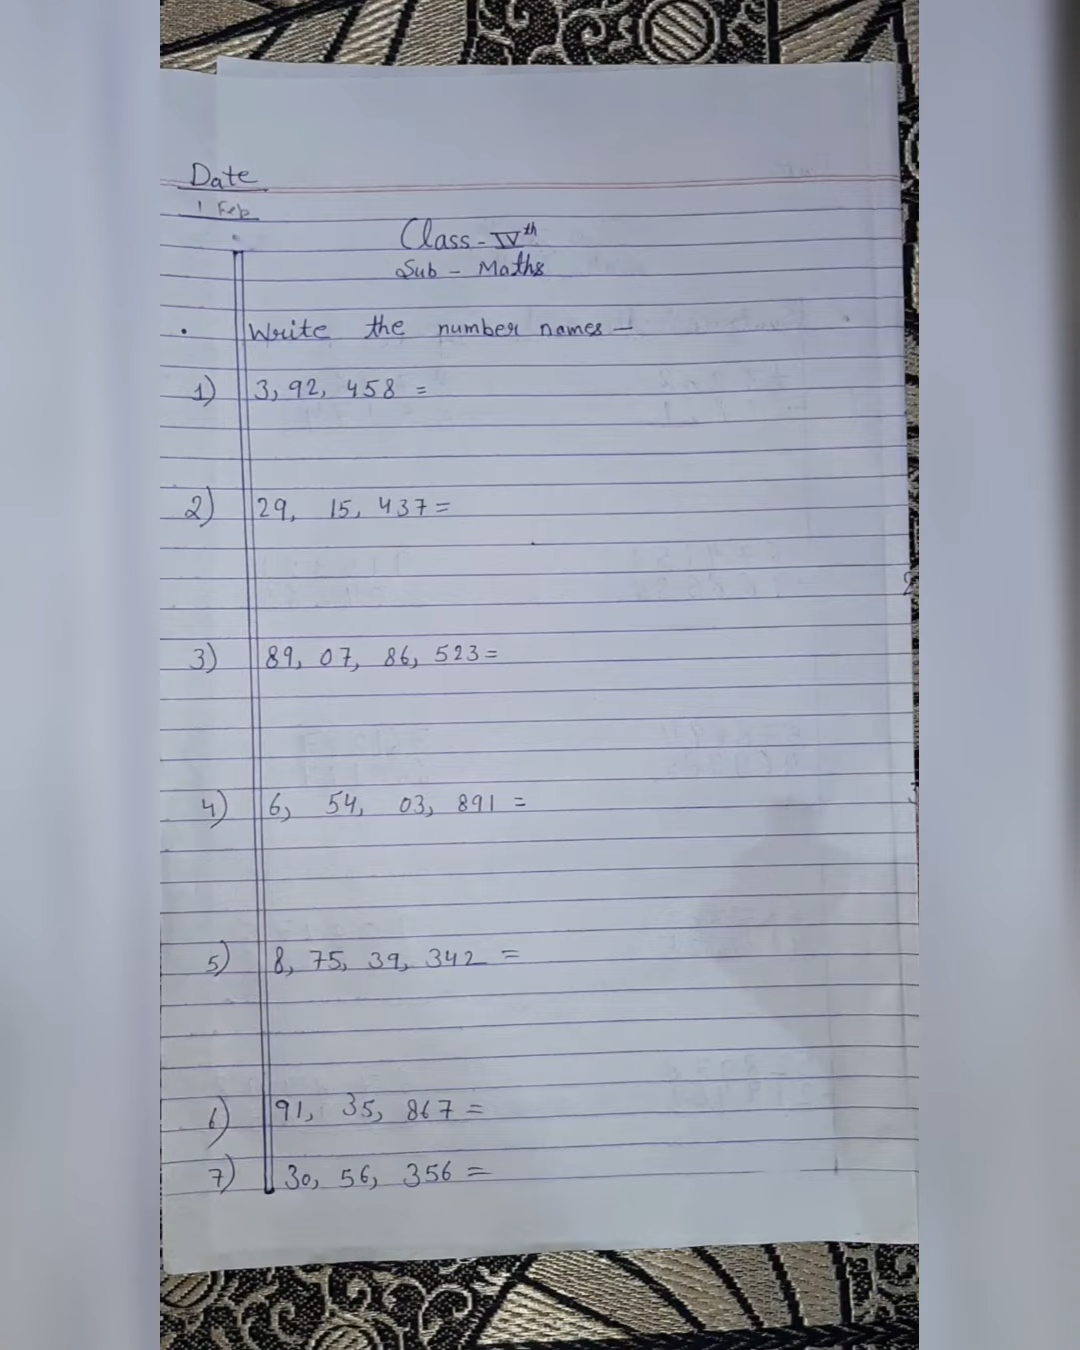 Date
1 Feb
Class - IVth
Sub - Maths
• Write the number names -
1) 3, 92, 458 =
2) 29, 15, 437 =
3) 89, 07, 86, 523 =
4) 6, 54, 03, 891 =
5) 8, 75, 39, 342 =
6) 91, 35, 867 =
7) 30, 56, 356 =